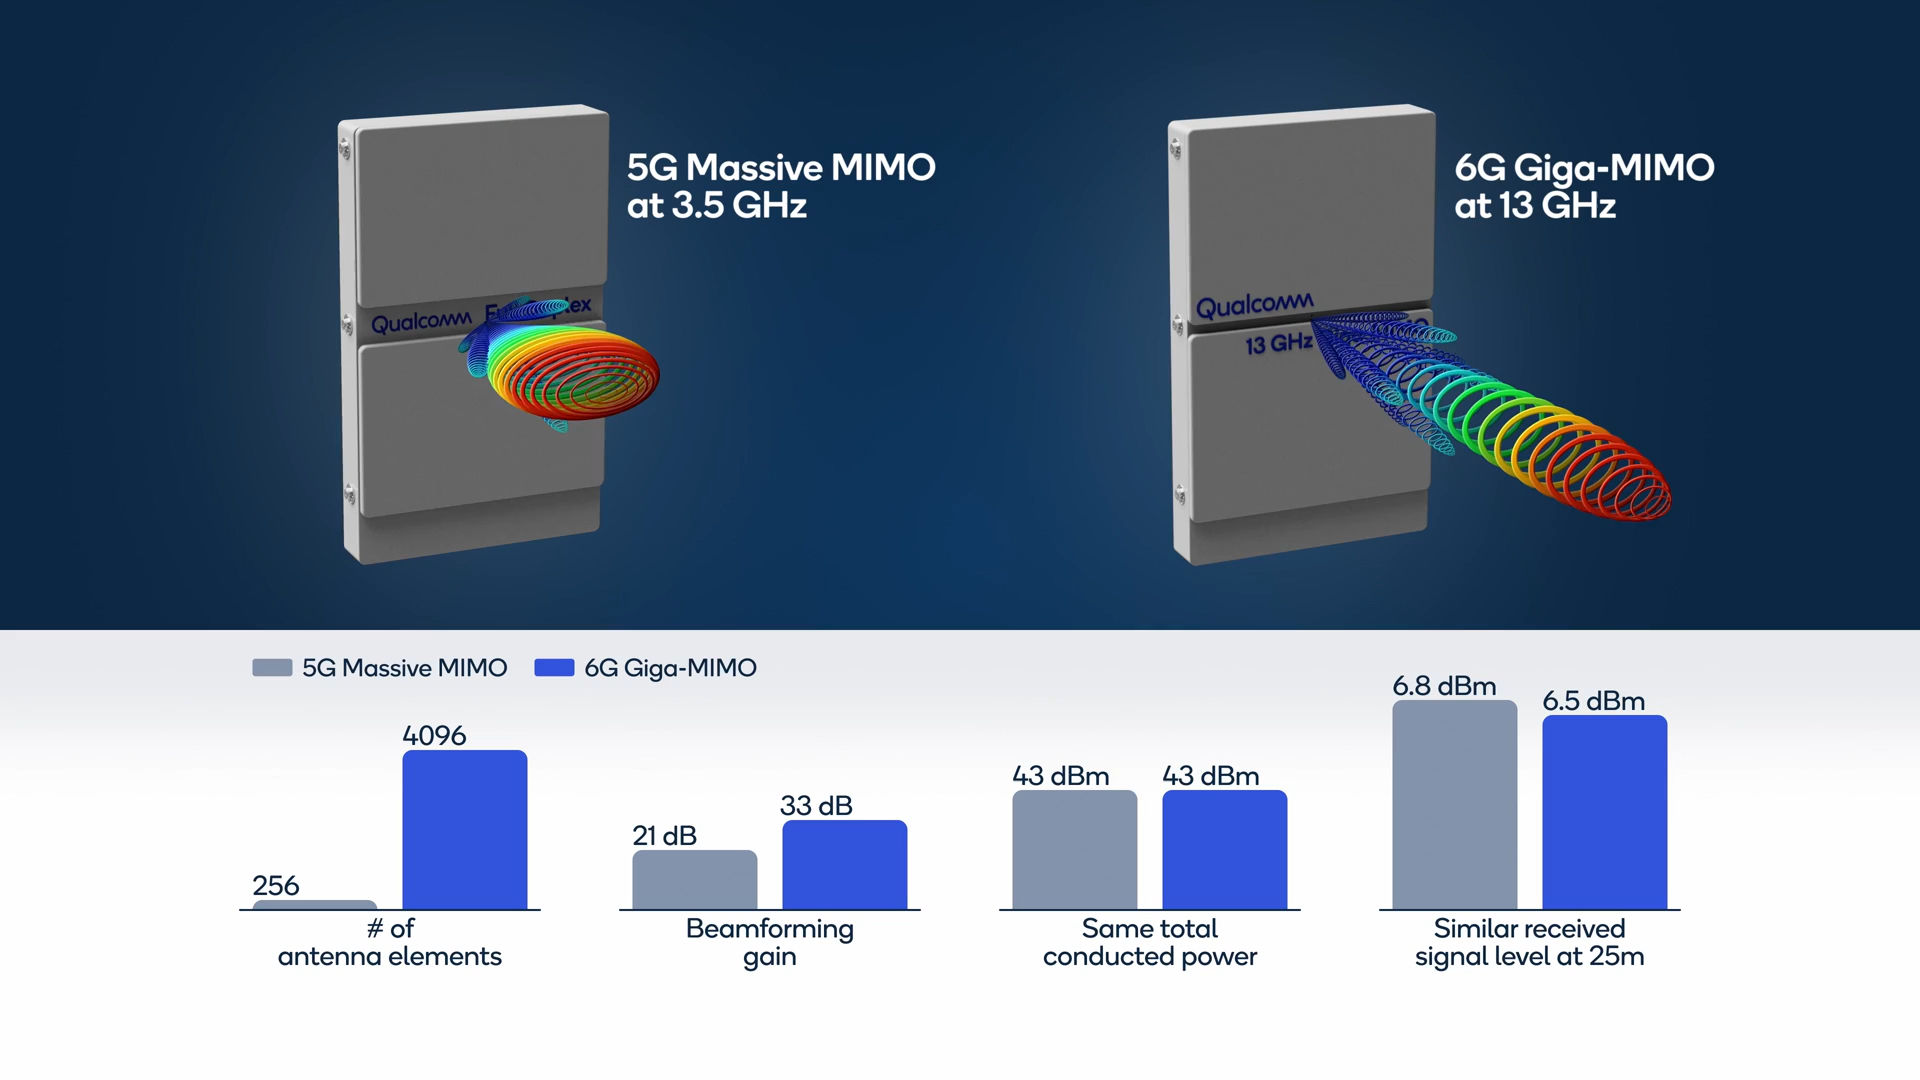 5G Massive MIMO
at 3.5 GHz
Qualcomm
6G Giga-MIMO
at 13 GHz
Qualcomm
13 GHz
5G Massive MIMO
6G Giga-MIMO
256
4096
# of
antenna elements
21 dB
33 dB
Beamforming
gain
43 dBm
43 dBm
Same total
conducted power
6.8 dBm
6.5 dBm
Similar received
signal level at 25m